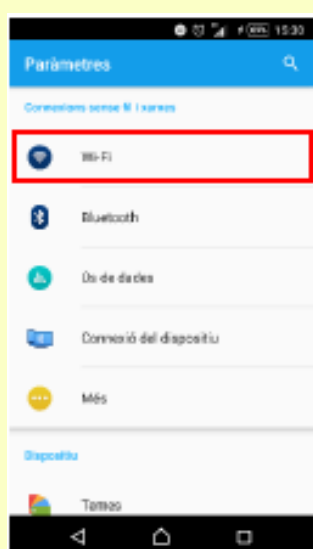 15:30
Paràmetres
Connexions sense fil i xarxes
Wi-Fi
Bluetooth
Ús de dades
Connexió del dispositiu
Més
Dispositiu
Temes